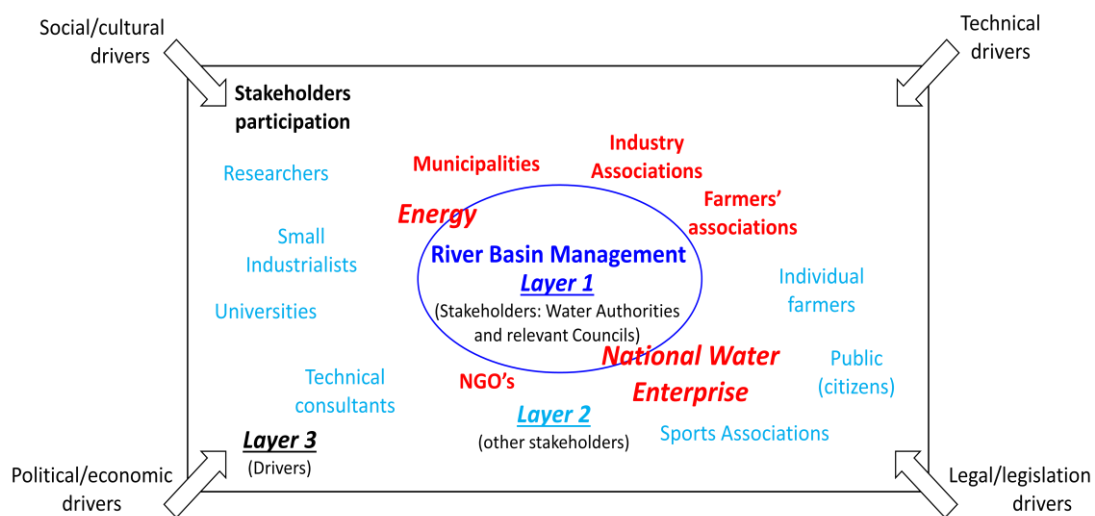 Social/cultural
drivers
Technical
drivers
Stakeholders
participation
Researchers
Municipalities
Industry
Associations
Energy
Farmers’
associations
Small
Industrialists
River Basin Management
Layer 1
(Stakeholders: Water Authorities
and relevant Councils)
Individual
farmers
Universities
National Water
Enterprise
Public
(citizens)
Technical
consultants
NGO’s
Layer 2
(other stakeholders)
Sports Associations
Layer 3
(Drivers)
Political/economic
drivers
Legal/legislation
drivers